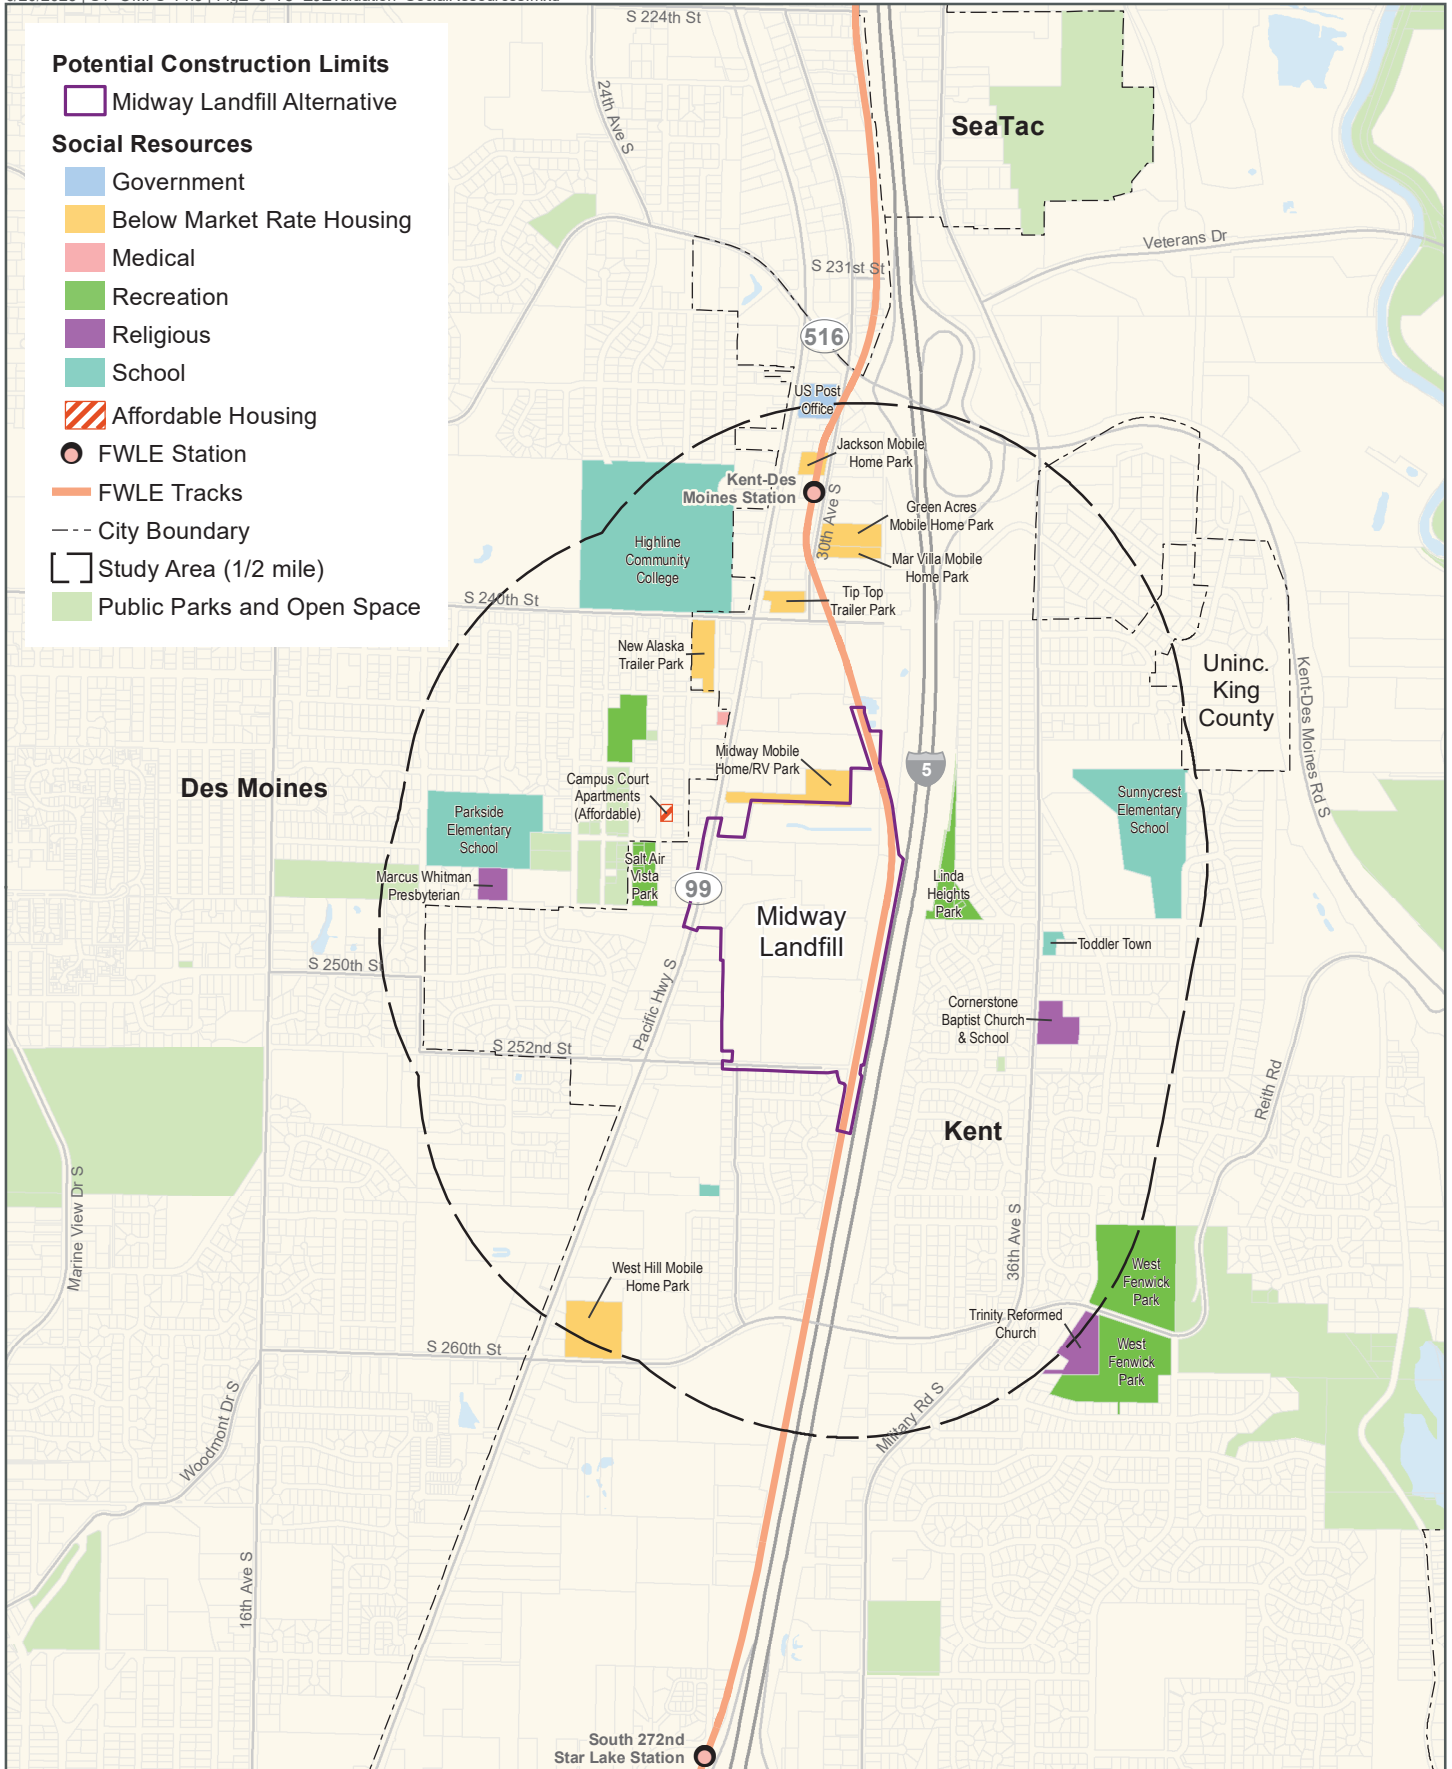 S 224th St
Potential Construction Limits
Midway Landfill Alternative
Social Resources
Government
Below Market Rate Housing
Medical
Recreation
Religious
School
Affordable Housing
FWLE Station
FWLE Tracks
City Boundary
Study Area (1/2 mile)
Public Parks and Open Space
24th Ave S
SeaTac
Veterans Dr
S 231st St
516
US Post
Office
Jackson Mobile
Home Park
Kent-Des
Moines Station
30th Ave S
Green Acres
Mobile Home Park
Highline
Community
College
Mar Villa Mobile
Home Park
S 240th St
Tip Top
Trailer Park
New Alaska
Trailer Park
Uninc.
King
County
Kent-Des Moines Rd S
Midway Mobile
Home/RV Park
5
Des Moines
Campus Court
Apartments
(Affordable)
Parkside
Elementary
School
Sunnycrest
Elementary
School
Marcus Whitman
Presbyterian
Salt Air
Vista
Park
99
Linda
Heights
Park
Midway
Landfill
Toddler Town
S 250th St
Pacific Hwy S
Cornerstone
Baptist Church
& School
S 252nd St
Reith Rd
Kent
Marine View Dr S
36th Ave S
West Hill Mobile
Home Park
West
Fenwick
Park
Trinity Reformed
Church
S 260th St
West
Fenwick
Park
Woodmont Dr S
Military Rd S
16th Ave S
South 272nd
Star Lake Station